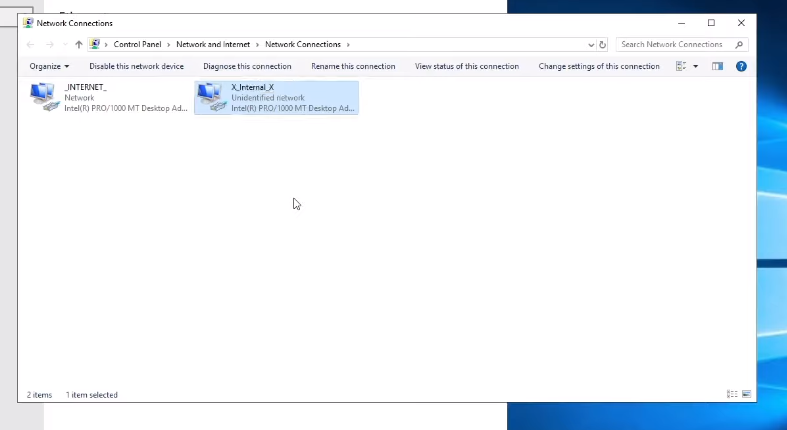 Network Connections
Control Panel > Network and Internet > Network Connections >
Search Network Connections
Organize Disable this network device Diagnose this connection Rename this connection View status of this connection Change settings of this connection
_INTERNET_
Network
Intel(R) PRO/1000 MT Desktop Ad...
X_Internal_X
Unidentified network
Intel(R) PRO/1000 MT Desktop Ad...
2 items 1 item selected